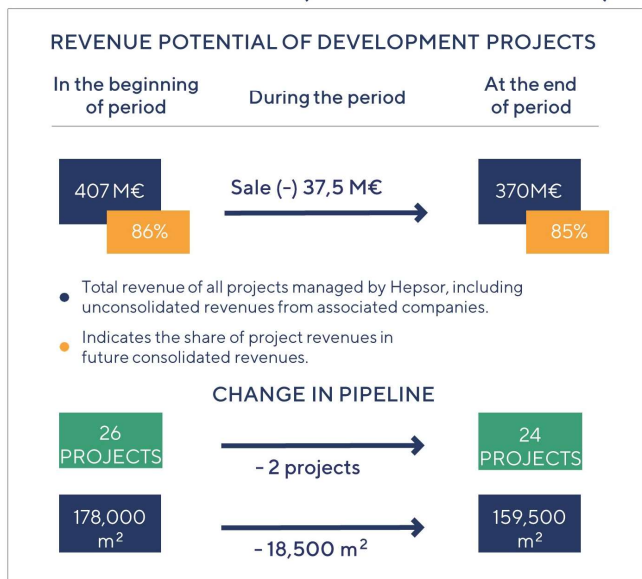 REVENUE POTENTIAL OF DEVELOPMENT PROJECTS
In the beginning
of period
During the period
At the end
of period
407 M€
86%
Sale (-) 37,5 M€
370M€
85%
Total revenue of all projects managed by Hepsor, including
unconsolidated revenues from associated companies.
Indicates the share of project revenues in
future consolidated revenues.
CHANGE IN PIPELINE
26
PROJECTS
- 2 projects
24
PROJECTS
178,000
m²
- 18,500 m²
159,500
m²